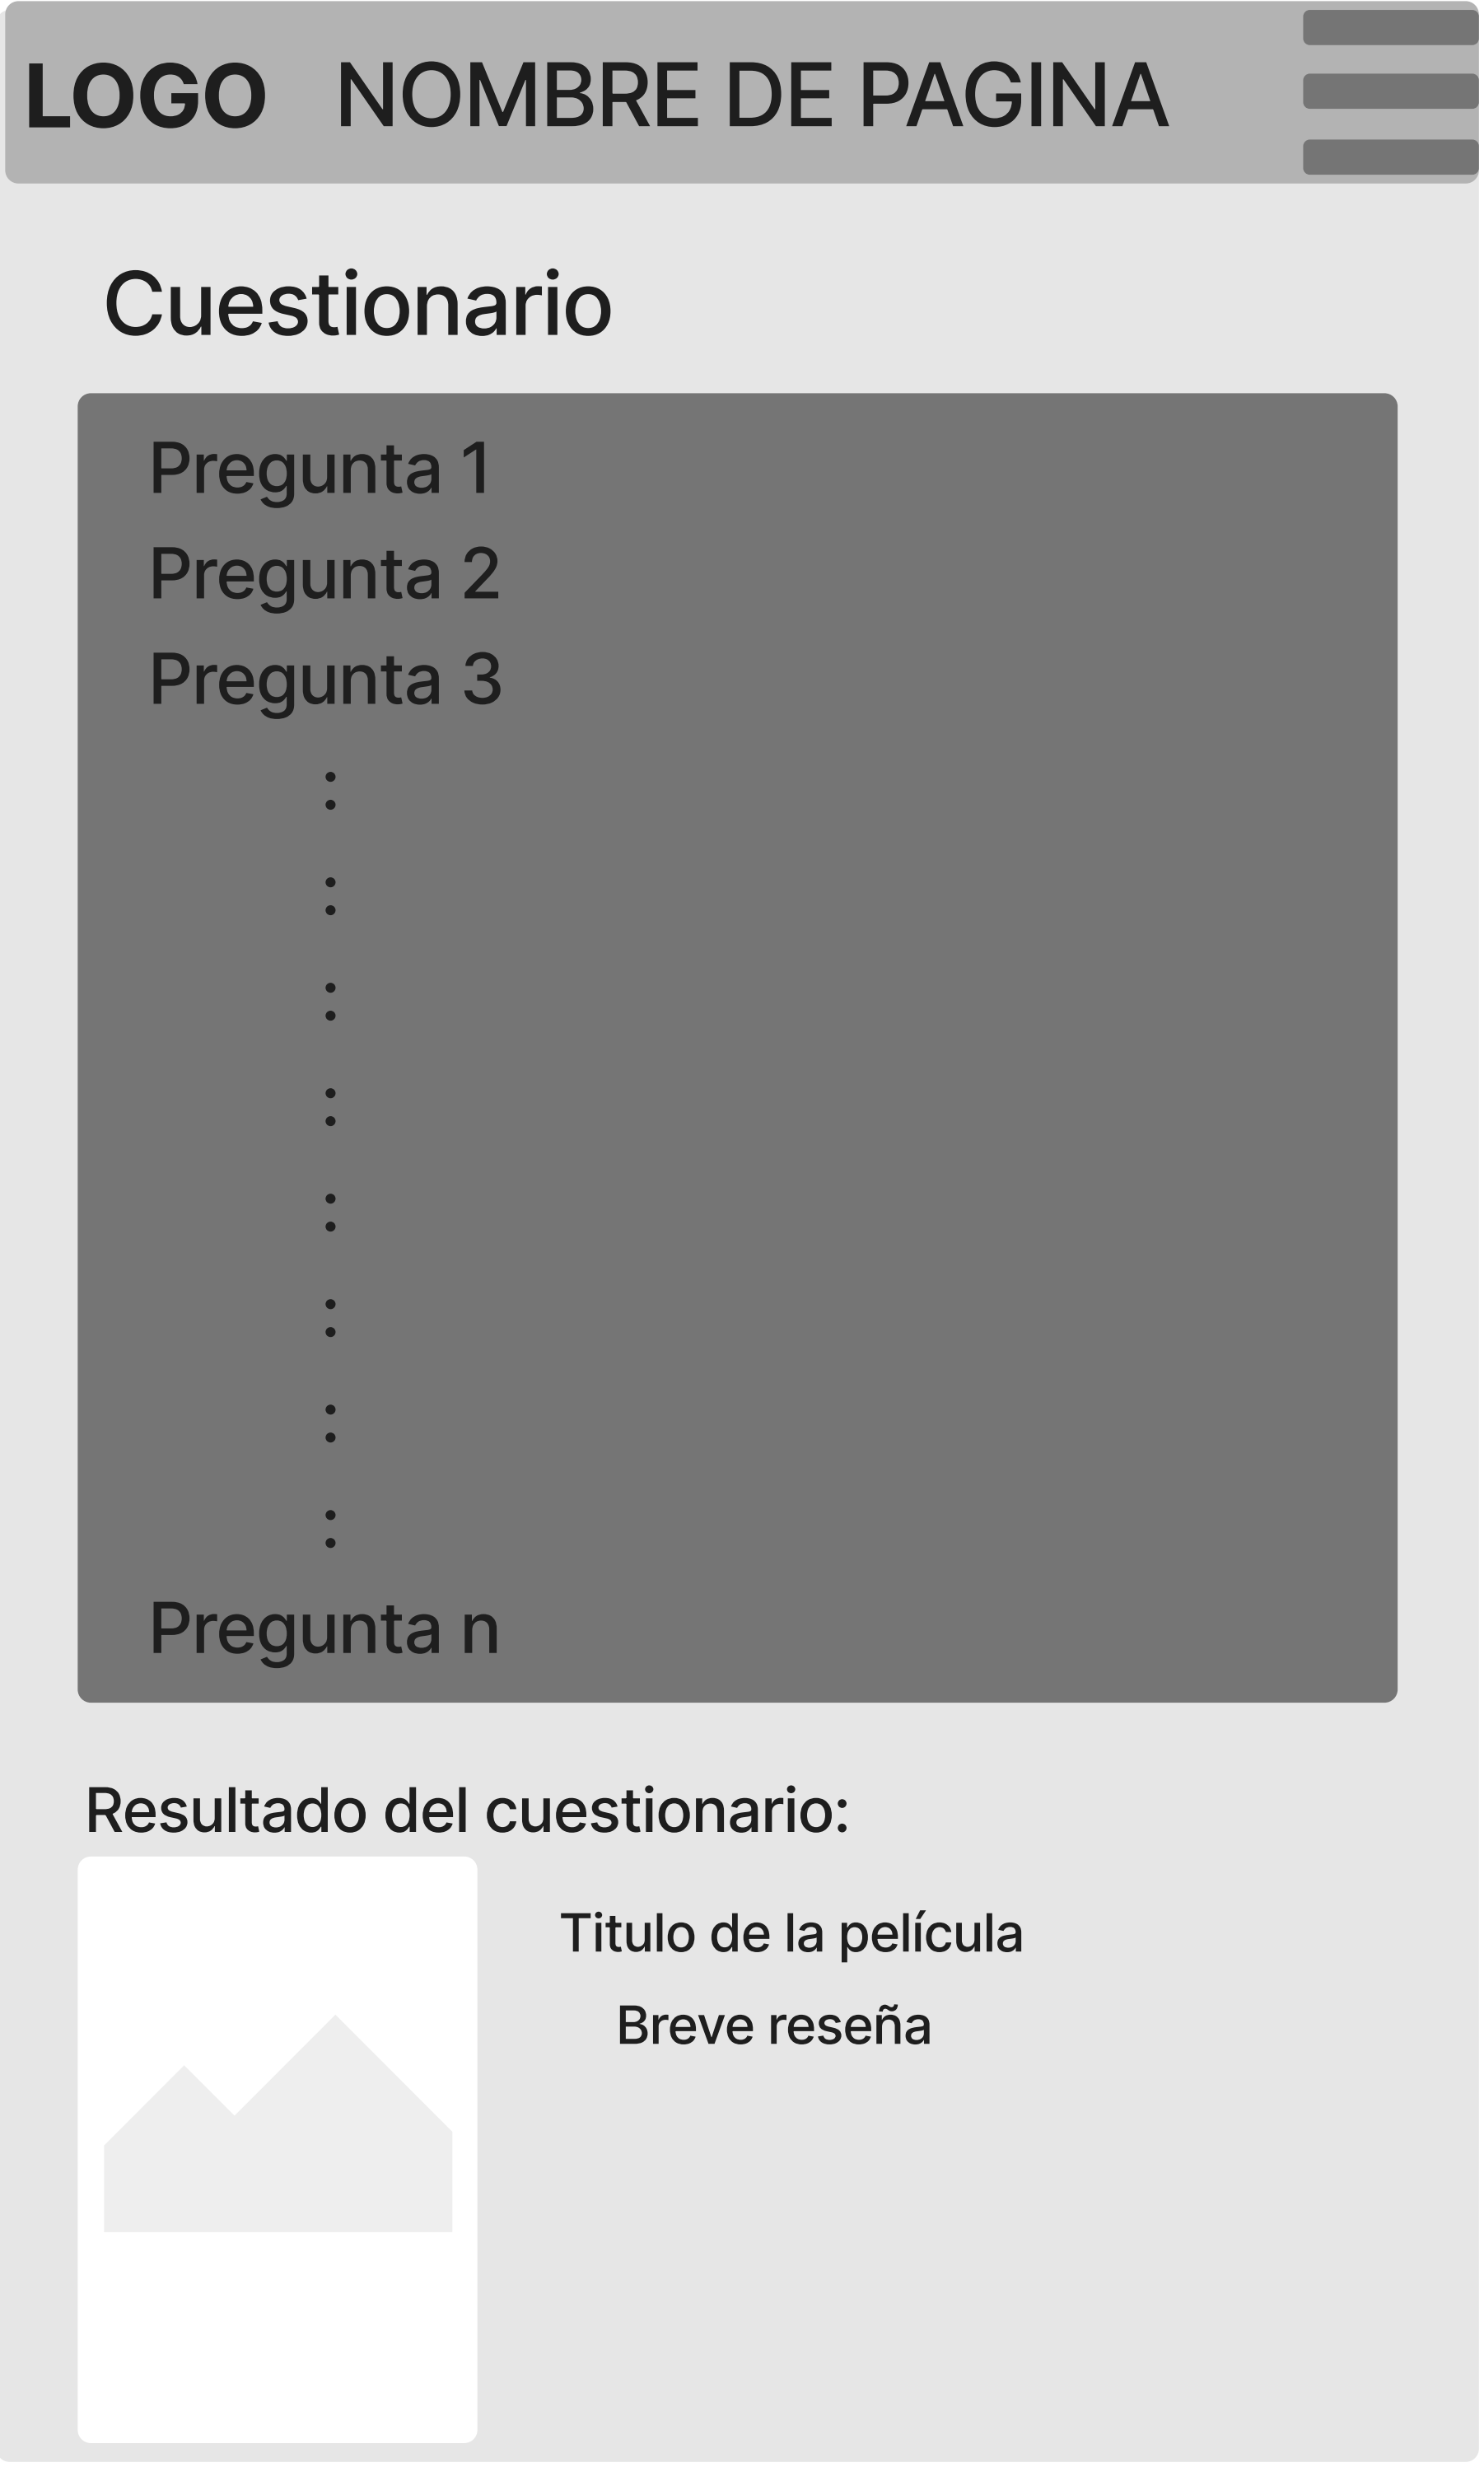 LOGO NOMBRE DE PAGINA
Cuestionario
Pregunta 1
Pregunta 2
Pregunta 3
:
:
:
:
:
:
:
:
Pregunta n
Resultado del cuestionario:
Titulo de la película
Breve reseña